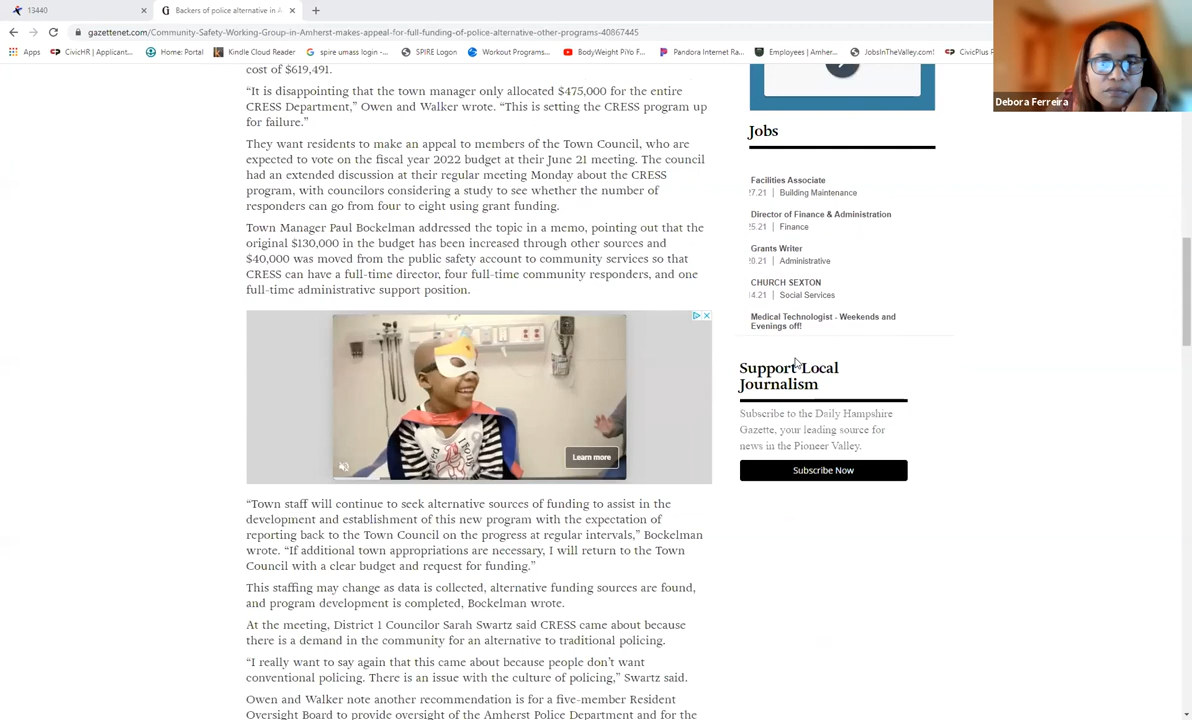 13440
Backers of police alternative in A
gazettenet.com/Community-Safety-Working-Group-in-Amherst-makes-appeal-for-full-funding-of-police-alternative-other-programs-40867445
Apps
CivicHR | Applicant...
Home: Portal
Kindle Cloud Reader
spire umass login -...
SPIRE Logon
Workout Programs...
BodyWeight PiYo F...
Pandora Internet Ra...
Employees | Amher...
JobsInTheValley.com!
CivicPlus
Debora Ferreira
cost of $619,491.
“It is disappointing that the town manager only allocated $475,000 for the entire
CRESS Department,” Owen and Walker wrote. “This is setting the CRESS program up
for failure.”
They want residents to make an appeal to members of the Town Council, who are
expected to vote on the fiscal year 2022 budget at their June 21 meeting. The council
had an extended discussion at their regular meeting Monday about the CRESS
program, with councilors considering a study to see whether the number of
responders can go from four to eight using grant funding.
Town Manager Paul Bockelman addressed the topic in a memo, pointing out that the
original $130,000 in the budget has been increased through other sources and
$40,000 was moved from the public safety account to community services so that
CRESS can have a full-time director, four full-time community responders, and one
full-time administrative support position.
Learn more
“Town staff will continue to seek alternative sources of funding to assist in the
development and establishment of this new program with the expectation of
reporting back to the Town Council on the progress at regular intervals,” Bockelman
wrote. “If additional town appropriations are necessary, I will return to the Town
Council with a clear budget and request for funding.”
This staffing may change as data is collected, alternative funding sources are found,
and program development is completed, Bockelman wrote.
At the meeting, District 1 Councilor Sarah Swartz said CRESS came about because
there is a demand in the community for an alternative to traditional policing.
“I really want to say again that this came about because people don’t want
conventional policing. There is an issue with the culture of policing,” Swartz said.
Owen and Walker note another recommendation is for a five-member Resident
Oversight Board to provide oversight of the Amherst Police Department and for the
Jobs
Facilities Associate
27.21 | Building Maintenance
Director of Finance & Administration
25.21 | Finance
Grants Writer
20.21 | Administrative
CHURCH SEXTON
14.21 | Social Services
Medical Technologist - Weekends and
Evenings off!
Support Local
Journalism
Subscribe to the Daily Hampshire
Gazette, your leading source for
news in the Pioneer Valley.
Subscribe Now